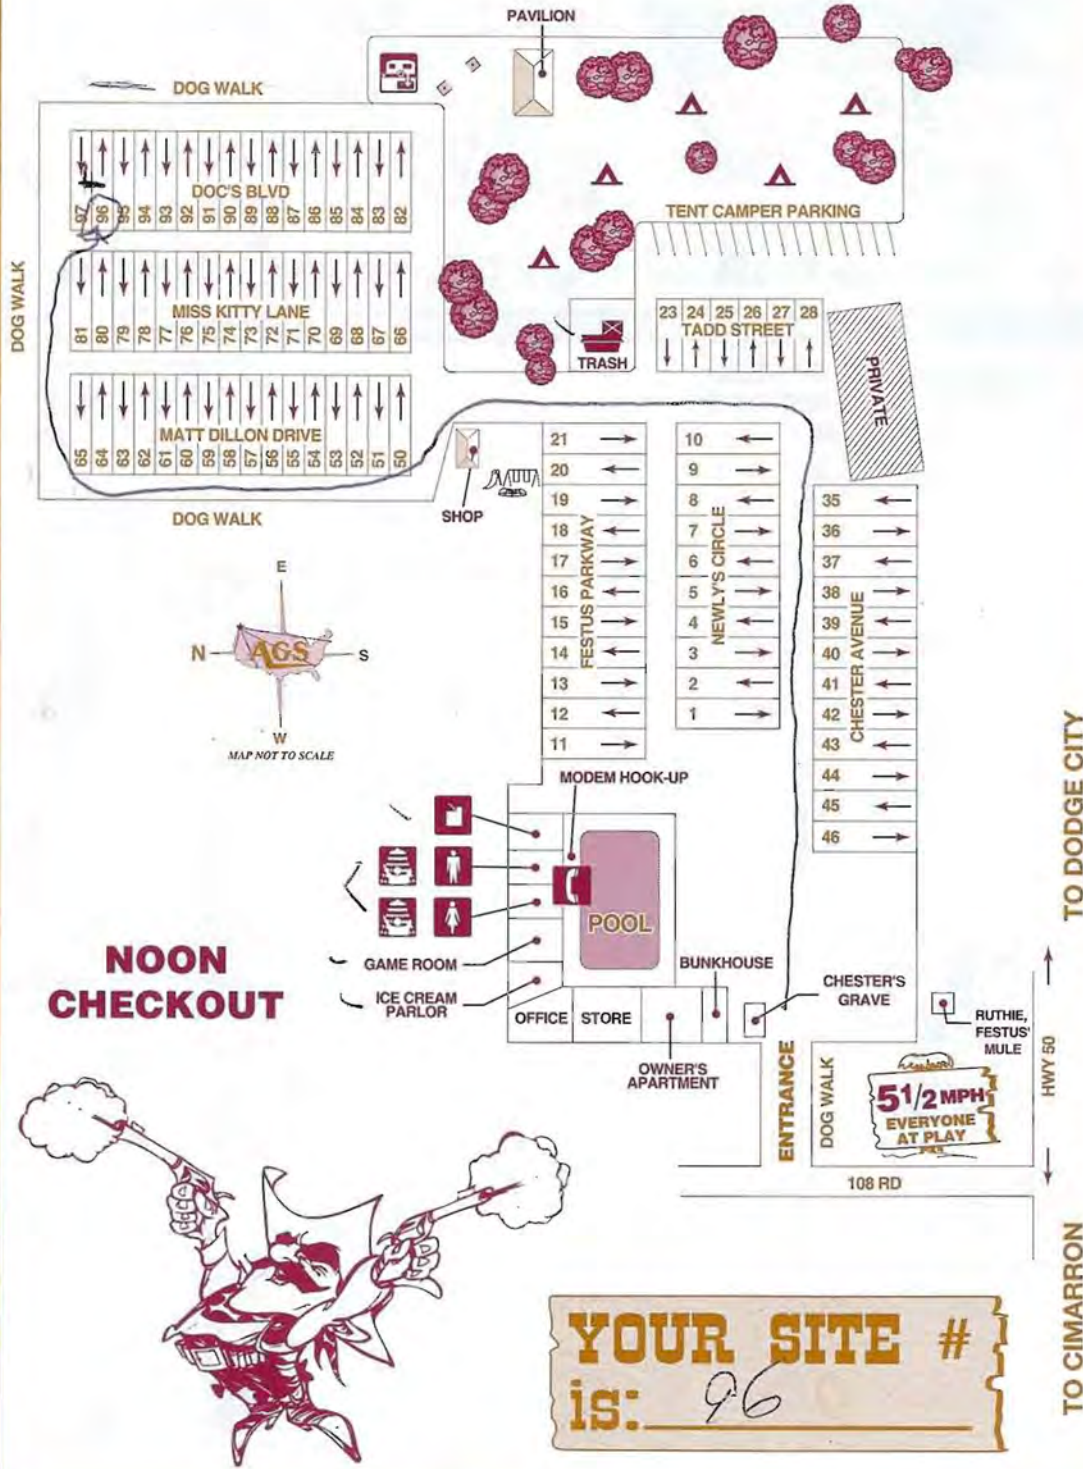 PAVILION
DOG WALK
DOC'S BLVD
97 96 95 94 93 92 91 90 89 88 87 86 85 84 83 82
TENT CAMPER PARKING
DOG WALK
MISS KITTY LANE
81 80 79 78 77 76 75 74 73 72 71 70 69 68 67 66
23 24 25 26 27 28
TADD STREET
TRASH
PRIVATE
MATT DILLON DRIVE
65 64 63 62 61 60 59 58 57 56 55 54 53 52 51 50
SHOP
DOG WALK
21
20
19
18
17
16
15
14
13
12
11
FESTUS PARKWAY
10
9
8
7
6
5
4
3
2
1
NEWLY'S CIRCLE
35
36
37
38
39
40
41
42
43
44
45
46
CHESTER AVENUE
E
N AGS S
W
MAP NOT TO SCALE
MODEM HOOK-UP
POOL
NOON
CHECKOUT
GAME ROOM
ICE CREAM
PARLOR
OFFICE
STORE
BUNKHOUSE
OWNER'S
APARTMENT
CHESTER'S
GRAVE
RUTHIE,
FESTUS'
MULE
ENTRANCE
DOG WALK
5 1/2 MPH
EVERYONE
AT PLAY
HWY 50
108 RD
TO DODGE CITY
TO CIMARRON
YOUR SITE #
is: 96